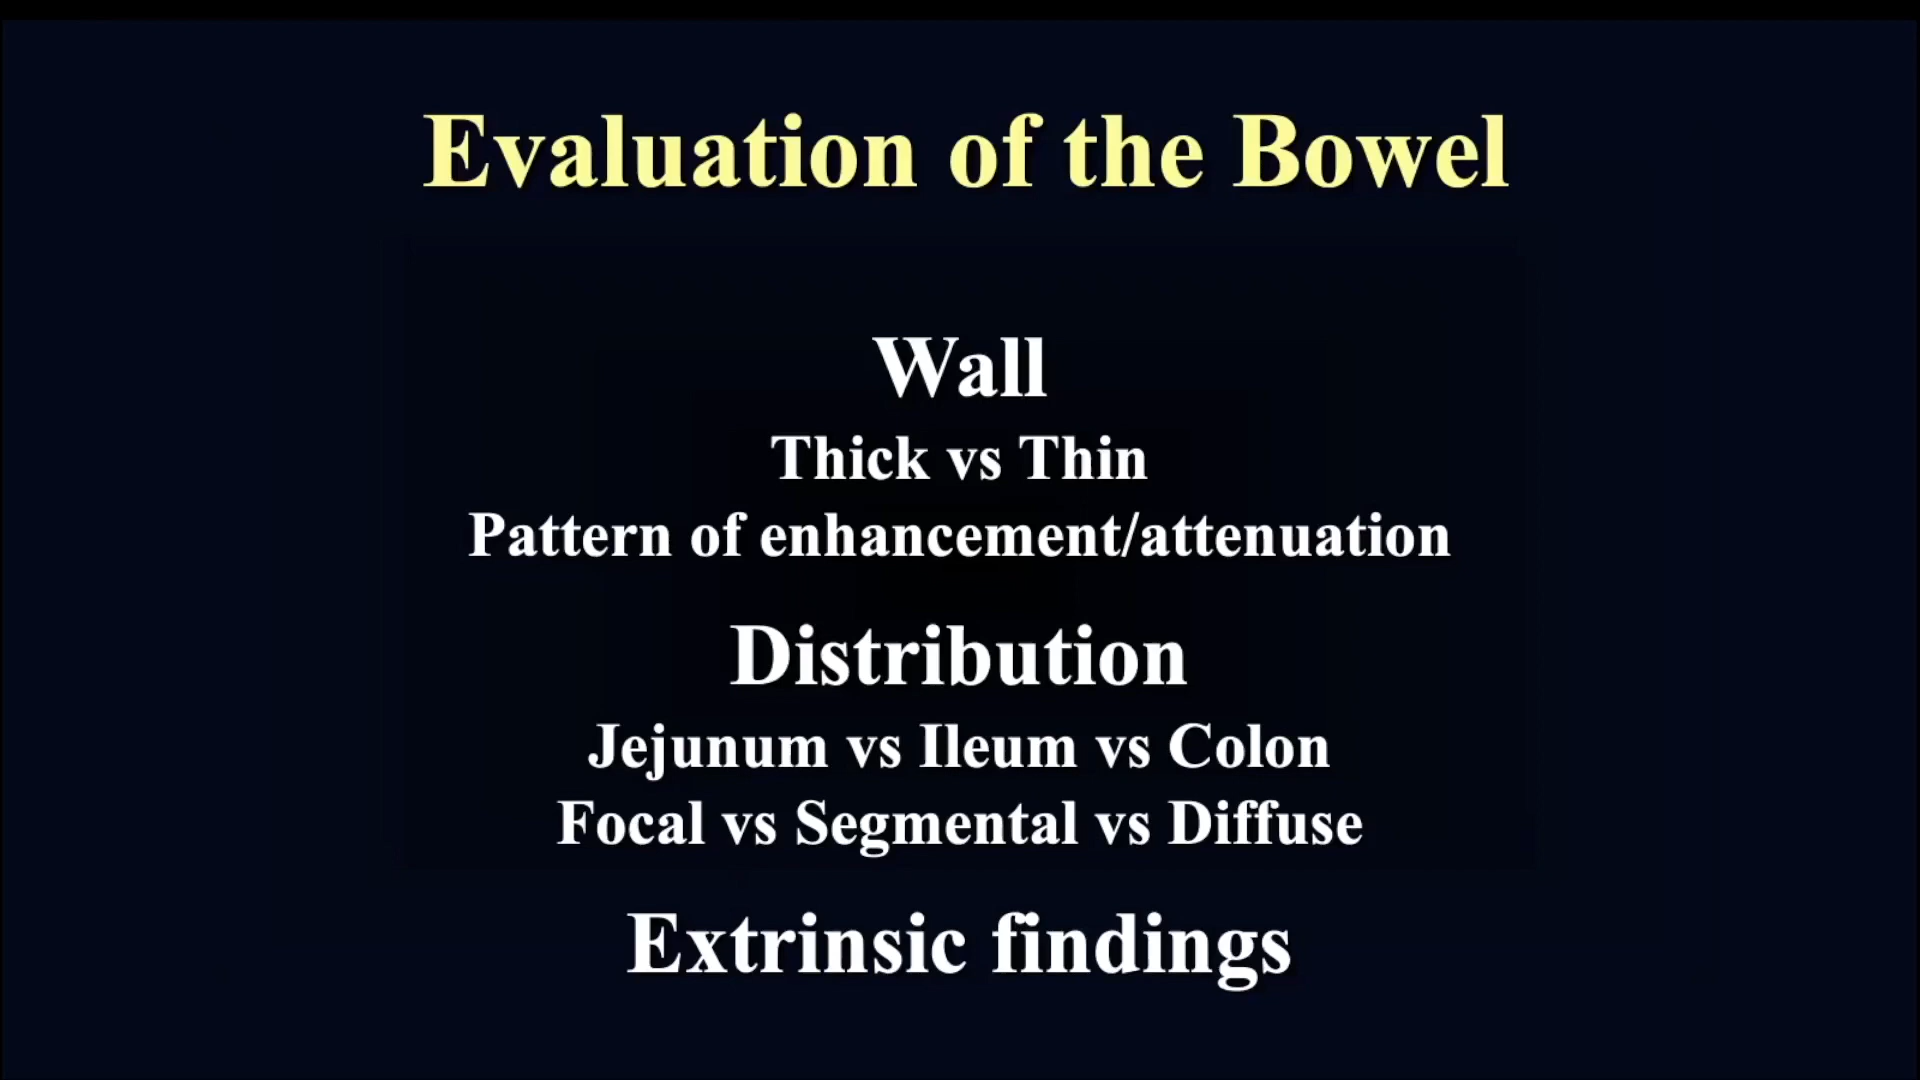 Evaluation of the Bowel
Wall
Thick vs Thin
Pattern of enhancement/attenuation
Distribution
Jejunum vs Ileum vs Colon
Focal vs Segmental vs Diffuse
Extrinsic findings